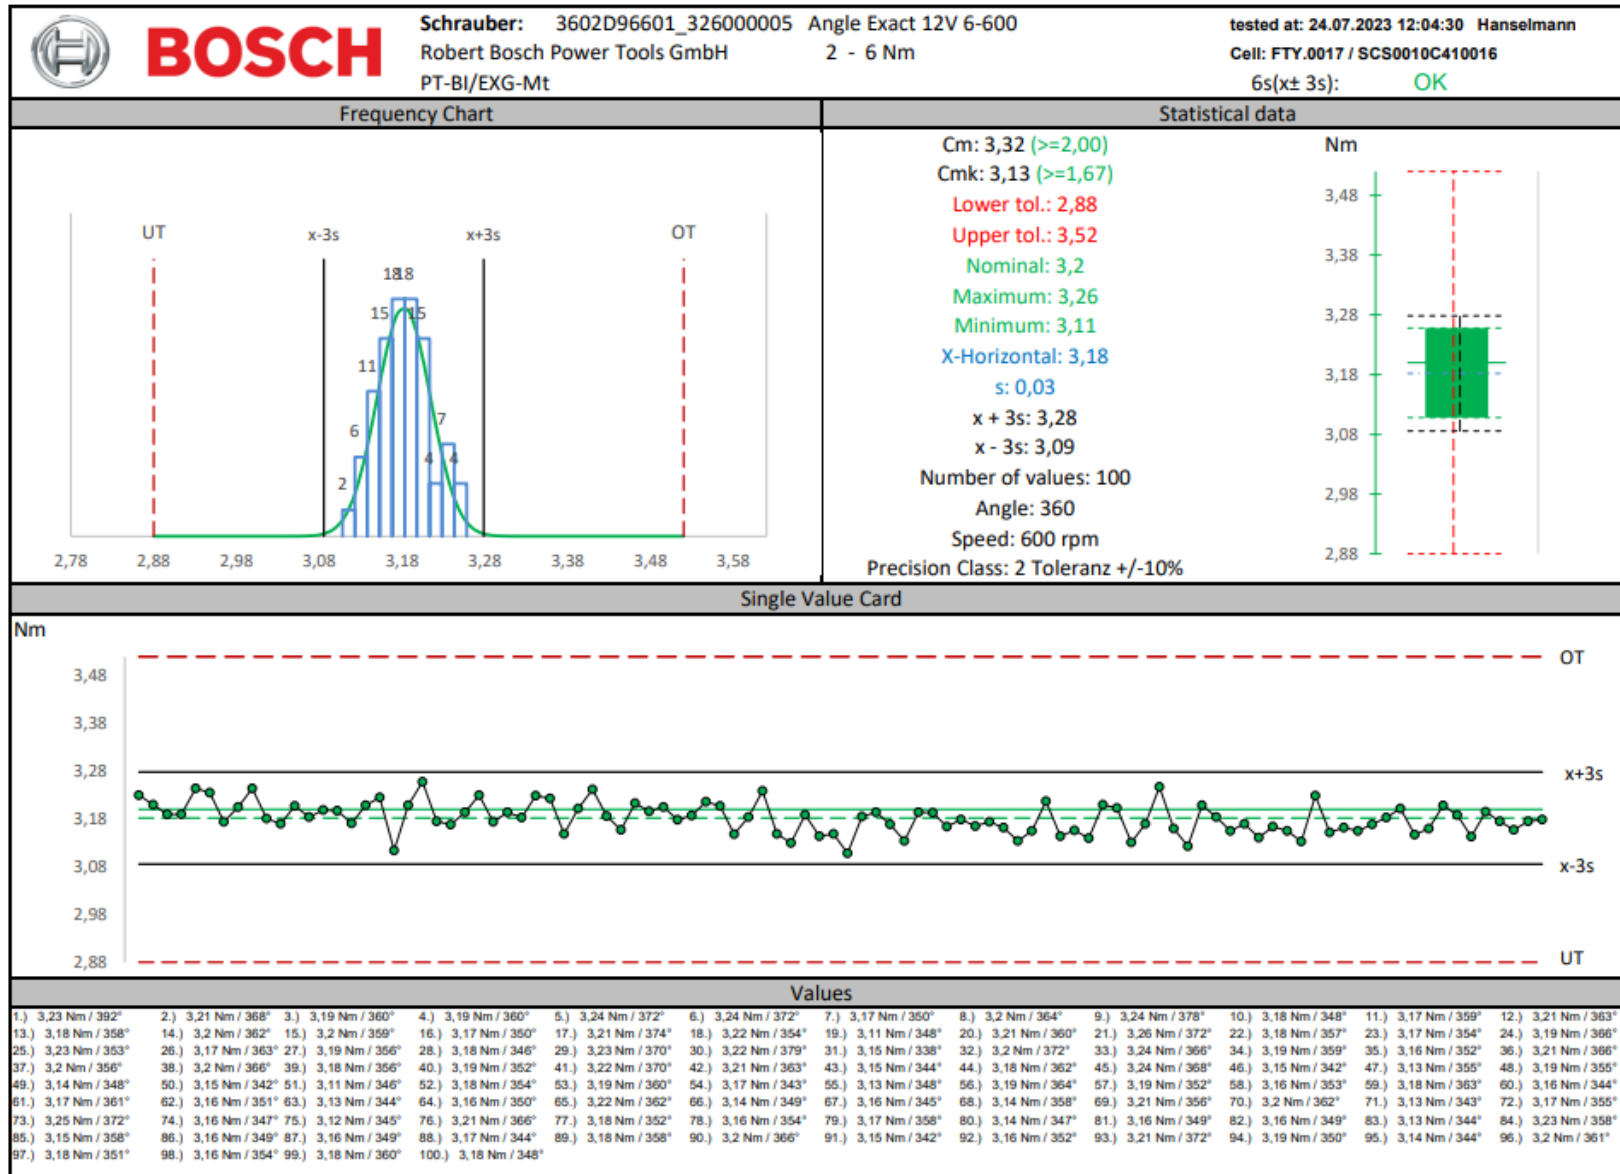 BOSCH
Schrauber: 3602D96601_326000005 Angle Exact 12V 6-600
Robert Bosch Power Tools GmbH 2 - 6 Nm
PT-BI/EXG-Mt
tested at: 24.07.2023 12:04:30 Hanselmann
Cell: FTY.0017 / SCS0010C410016
6s(x± 3s): OK
Frequency Chart
UT x-3s x+3s OT
18 18
15 15
11
6 7
2 4 4
2,78 2,88 2,98 3,08 3,18 3,28 3,38 3,48 3,58
Statistical data
Cm: 3,32 (>=2,00)
Cmk: 3,13 (>=1,67)
Lower tol.: 2,88
Upper tol.: 3,52
Nominal: 3,2
Maximum: 3,26
Minimum: 3,11
X-Horizontal: 3,18
s: 0,03
x + 3s: 3,28
x - 3s: 3,09
Number of values: 100
Angle: 360
Speed: 600 rpm
Precision Class: 2 Toleranz +/-10%
Nm
3,48
3,38
3,28
3,18
3,08
2,98
2,88
Single Value Card
Nm
OT
3,48
3,38
3,28 x+3s
3,18
3,08 x-3s
2,98
2,88 UT
Values
1.) 3,23 Nm / 392° 2.) 3,21 Nm / 368° 3.) 3,19 Nm / 360° 4.) 3,19 Nm / 360° 5.) 3,24 Nm / 372° 6.) 3,24 Nm / 372° 7.) 3,17 Nm / 350° 8.) 3,2 Nm / 364° 9.) 3,24 Nm / 378° 10.) 3,18 Nm / 348° 11.) 3,17 Nm / 359° 12.) 3,21 Nm / 363°
13.) 3,18 Nm / 358° 14.) 3,2 Nm / 362° 15.) 3,2 Nm / 359° 16.) 3,17 Nm / 350° 17.) 3,21 Nm / 374° 18.) 3,22 Nm / 354° 19.) 3,11 Nm / 348° 20.) 3,21 Nm / 360° 21.) 3,26 Nm / 372° 22.) 3,18 Nm / 357° 23.) 3,17 Nm / 354° 24.) 3,19 Nm / 366°
25.) 3,23 Nm / 353° 26.) 3,17 Nm / 363° 27.) 3,19 Nm / 356° 28.) 3,18 Nm / 346° 29.) 3,23 Nm / 370° 30.) 3,22 Nm / 379° 31.) 3,15 Nm / 338° 32.) 3,2 Nm / 372° 33.) 3,24 Nm / 366° 34.) 3,19 Nm / 359° 35.) 3,16 Nm / 352° 36.) 3,21 Nm / 366°
37.) 3,2 Nm / 356° 38.) 3,2 Nm / 366° 39.) 3,18 Nm / 356° 40.) 3,19 Nm / 352° 41.) 3,22 Nm / 370° 42.) 3,21 Nm / 363° 43.) 3,15 Nm / 344° 44.) 3,18 Nm / 362° 45.) 3,24 Nm / 368° 46.) 3,15 Nm / 342° 47.) 3,13 Nm / 355° 48.) 3,19 Nm / 355°
49.) 3,14 Nm / 348° 50.) 3,15 Nm / 342° 51.) 3,11 Nm / 346° 52.) 3,18 Nm / 354° 53.) 3,19 Nm / 360° 54.) 3,17 Nm / 343° 55.) 3,13 Nm / 348° 56.) 3,19 Nm / 364° 57.) 3,19 Nm / 352° 58.) 3,16 Nm / 353° 59.) 3,18 Nm / 363° 60.) 3,16 Nm / 344°
61.) 3,17 Nm / 361° 62.) 3,16 Nm / 351° 63.) 3,13 Nm / 344° 64.) 3,16 Nm / 350° 65.) 3,22 Nm / 362° 66.) 3,14 Nm / 349° 67.) 3,16 Nm / 345° 68.) 3,14 Nm / 358° 69.) 3,21 Nm / 356° 70.) 3,2 Nm / 362° 71.) 3,13 Nm / 343° 72.) 3,17 Nm / 355°
73.) 3,25 Nm / 372° 74.) 3,16 Nm / 347° 75.) 3,12 Nm / 345° 76.) 3,21 Nm / 366° 77.) 3,18 Nm / 352° 78.) 3,16 Nm / 354° 79.) 3,17 Nm / 358° 80.) 3,14 Nm / 347° 81.) 3,16 Nm / 349° 82.) 3,16 Nm / 349° 83.) 3,13 Nm / 344° 84.) 3,23 Nm / 358°
85.) 3,15 Nm / 358° 86.) 3,16 Nm / 349° 87.) 3,16 Nm / 349° 88.) 3,17 Nm / 344° 89.) 3,18 Nm / 358° 90.) 3,2 Nm / 366° 91.) 3,15 Nm / 342° 92.) 3,16 Nm / 352° 93.) 3,21 Nm / 372° 94.) 3,19 Nm / 350° 95.) 3,14 Nm / 344° 96.) 3,2 Nm / 361°
97.) 3,18 Nm / 351° 98.) 3,16 Nm / 354° 99.) 3,18 Nm / 360° 100.) 3,18 Nm / 348°